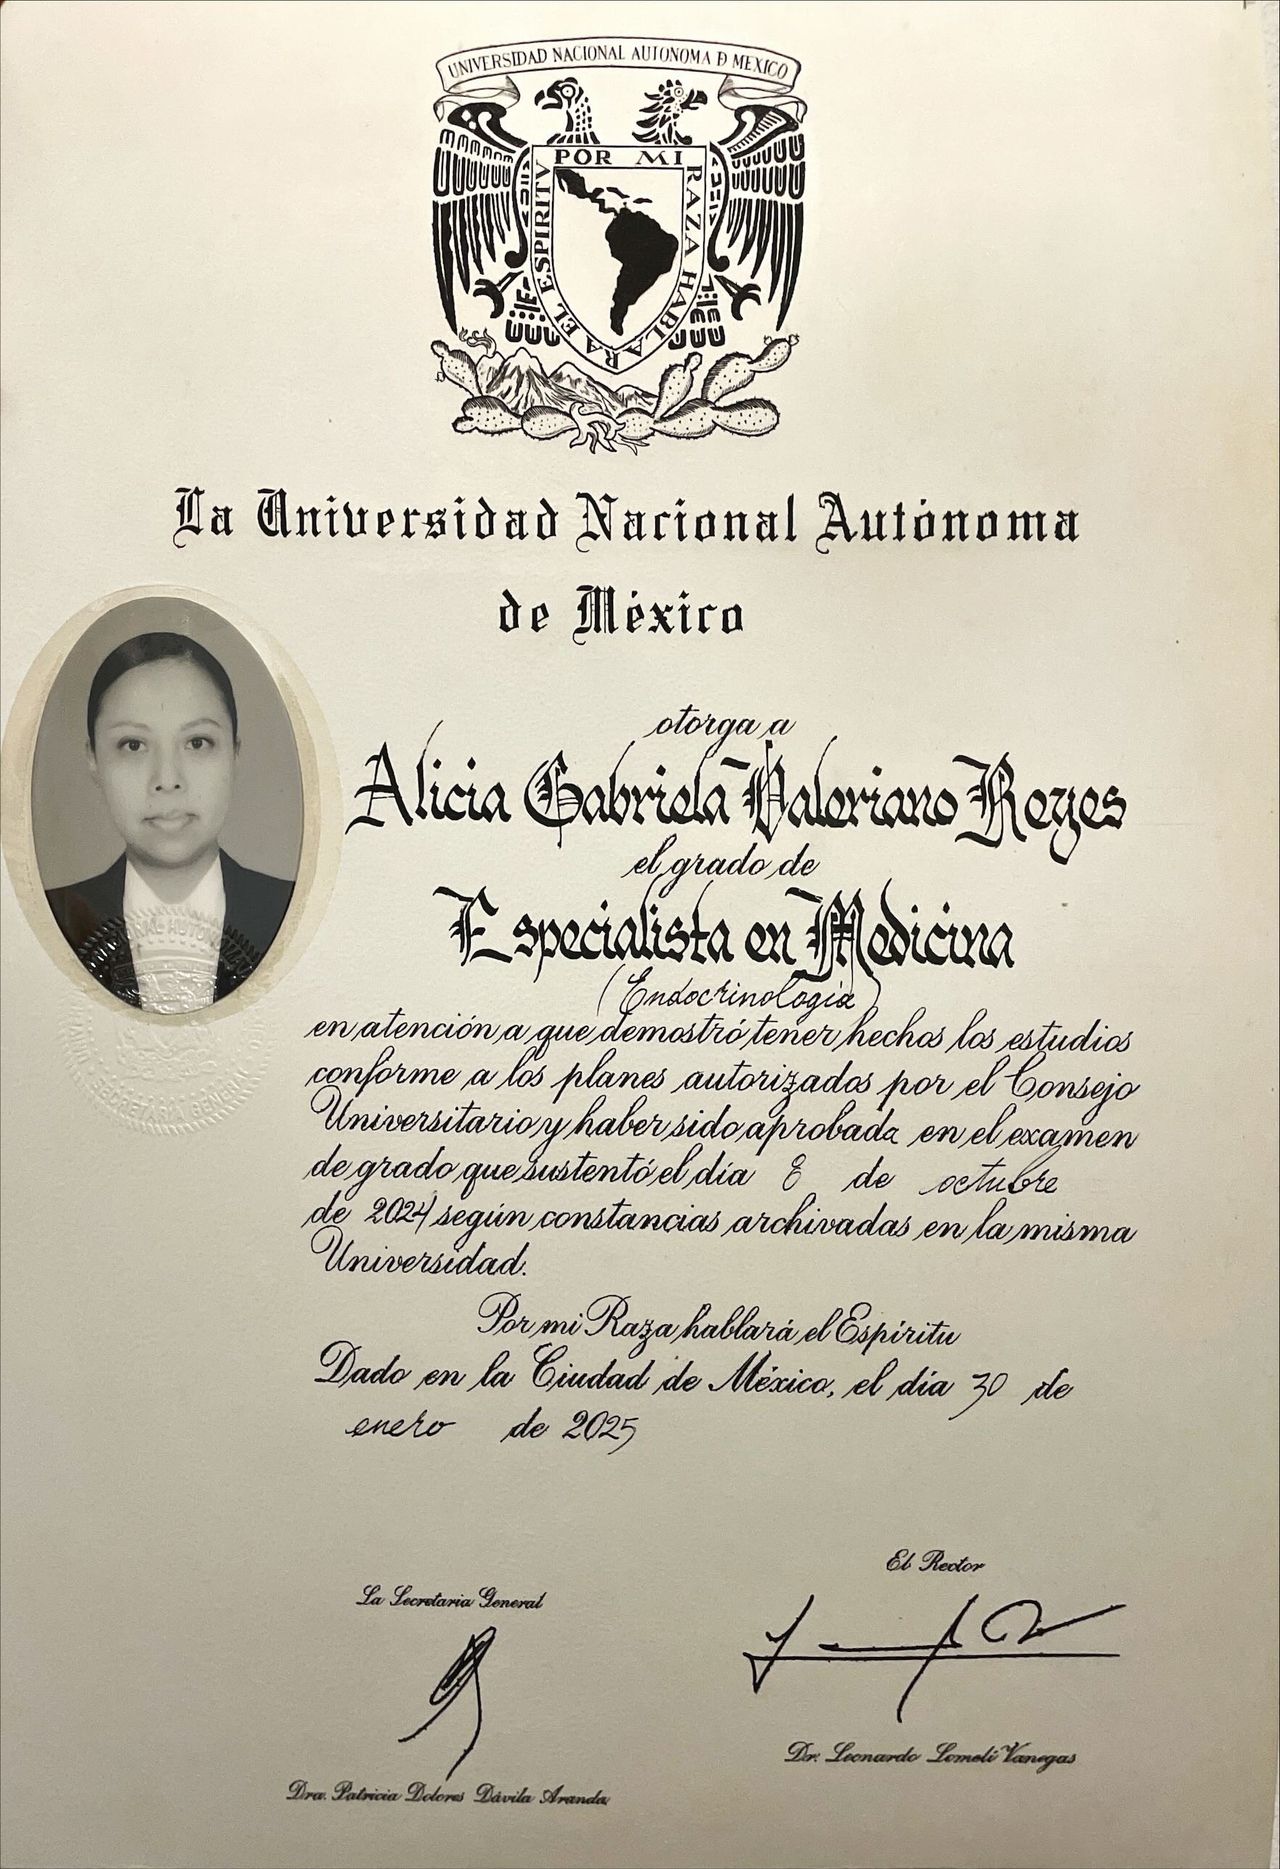 UNIVERSIDAD NACIONAL AUTONOMA D MEXICO
POR MI RAZA HABLARA EL ESPIRITV
La Universidad Nacional Autónoma
de México
otorga a
Alicia Gabriela Valeriano Reyes
el grado de
Especialista en Medicina
(Endocrinología)
en atención a que demostró tener hechos los estudios
conforme a los planes autorizados por el Consejo
Universitario y haber sido aprobada en el examen
de grado que sustentó el día 8 de octubre
de 2024 según constancias archivadas en la misma
Universidad.
Por mi Raza hablará el Espíritu
Dado en la Ciudad de México, el día 30 de
enero de 2025
El Rector
La Secretaria General
Dr. Leonardo Lomelí Vanegas
Dra. Patricia Dolores Dávila Aranda
NAL AUTONOMA
SECRETARIA GENERAL